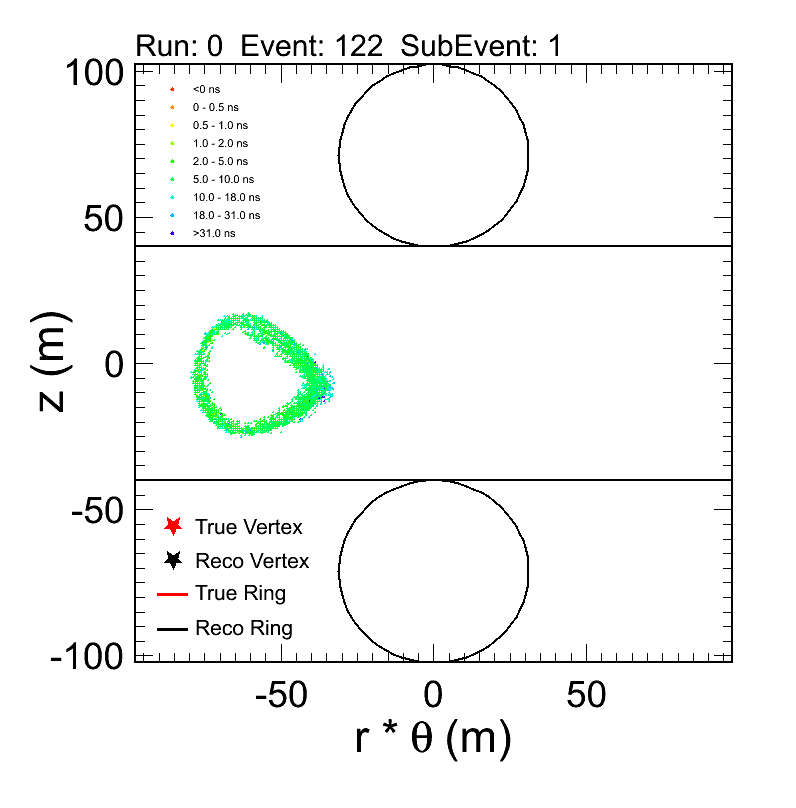 Run: 0 Event: 122 SubEvent: 1
100
<0 ns
0 - 0.5 ns
0.5 - 1.0 ns
1.0 - 2.0 ns
2.0 - 5.0 ns
5.0 - 10.0 ns
10.0 - 18.0 ns
18.0 - 31.0 ns
>31.0 ns
50
0
z (m)
-50
True Vertex
Reco Vertex
True Ring
Reco Ring
-100
-50 0 50
r * θ (m)